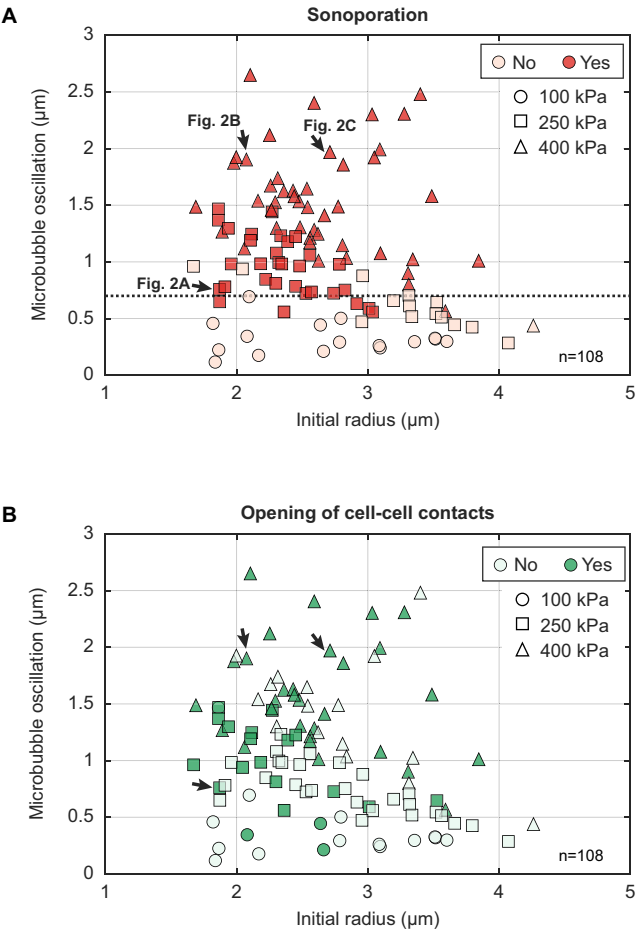 A
Sonoporation
3
2.5
2
1.5
1
0.5
0
Microbubble oscillation (µm)
No Yes
100 kPa
250 kPa
400 kPa
Fig. 2B
Fig. 2C
Fig. 2A
n=108
1 2 3 4 5
Initial radius (µm)
B
Opening of cell-cell contacts
3
2.5
2
1.5
1
0.5
0
Microbubble oscillation (µm)
No Yes
100 kPa
250 kPa
400 kPa
n=108
1 2 3 4 5
Initial radius (µm)